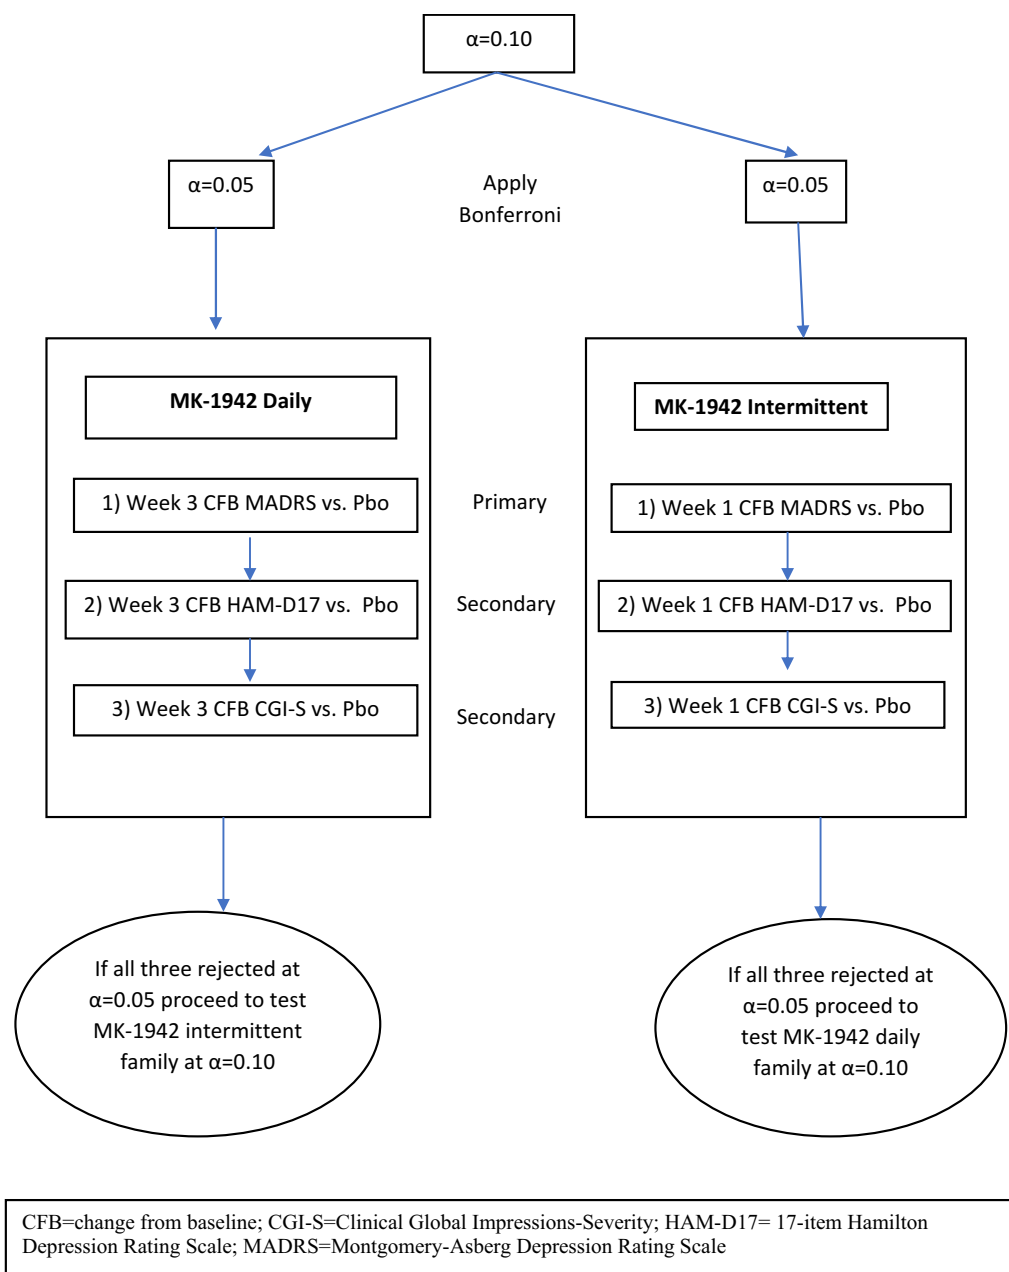 α=0.10
α=0.05
Apply
Bonferroni
α=0.05
MK-1942 Daily
MK-1942 Intermittent
1) Week 3 CFB MADRS vs. Pbo
Primary
1) Week 1 CFB MADRS vs. Pbo
2) Week 3 CFB HAM-D17 vs.  Pbo
Secondary
2) Week 1 CFB HAM-D17 vs. Pbo
3) Week 3 CFB CGI-S vs. Pbo
Secondary
3) Week 1 CFB CGI-S vs. Pbo
If all three rejected at
α=0.05 proceed to test
MK-1942 intermittent
family at α=0.10
If all three rejected at
α=0.05 proceed to
test MK-1942 daily
family at α=0.10
CFB=change from baseline; CGI-S=Clinical Global Impressions-Severity; HAM-D17= 17-item Hamilton
Depression Rating Scale; MADRS=Montgomery-Asberg Depression Rating Scale